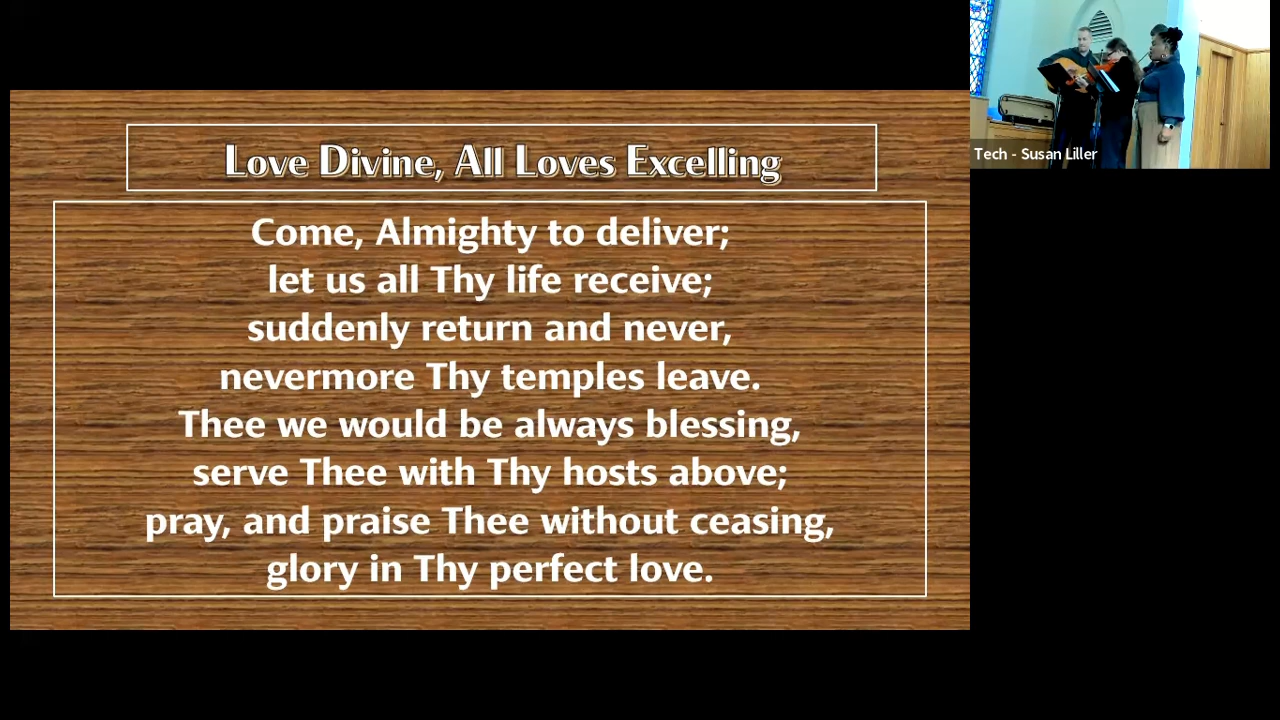 Love Divine, All Loves Excelling
Come, Almighty to deliver;
let us all Thy life receive;
suddenly return and never,
nevermore Thy temples leave.
Thee we would be always blessing,
serve Thee with Thy hosts above;
pray, and praise Thee without ceasing,
glory in Thy perfect love.
Tech - Susan Liller